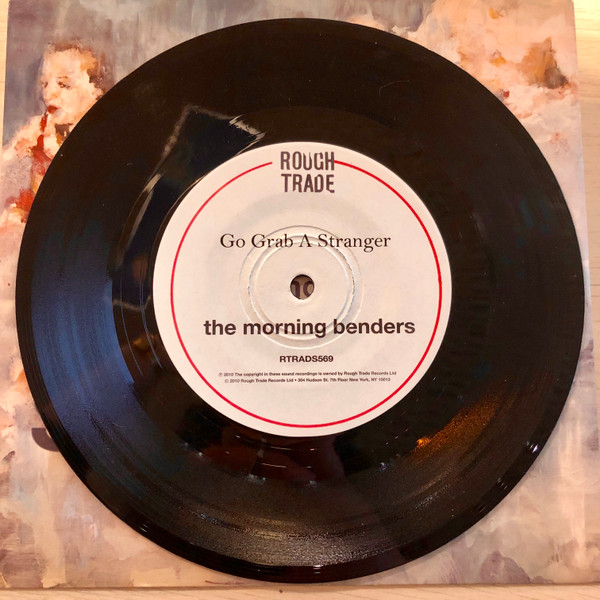 ROUGH
TRADE
Go Grab A Stranger
the morning benders
RTRADS569
℗ 2010 The copyright in these sound recordings is owned by Rough Trade Records Ltd
© 2010 Rough Trade Records Ltd • 304 Hudson St. 7th Floor New York, NY 10013